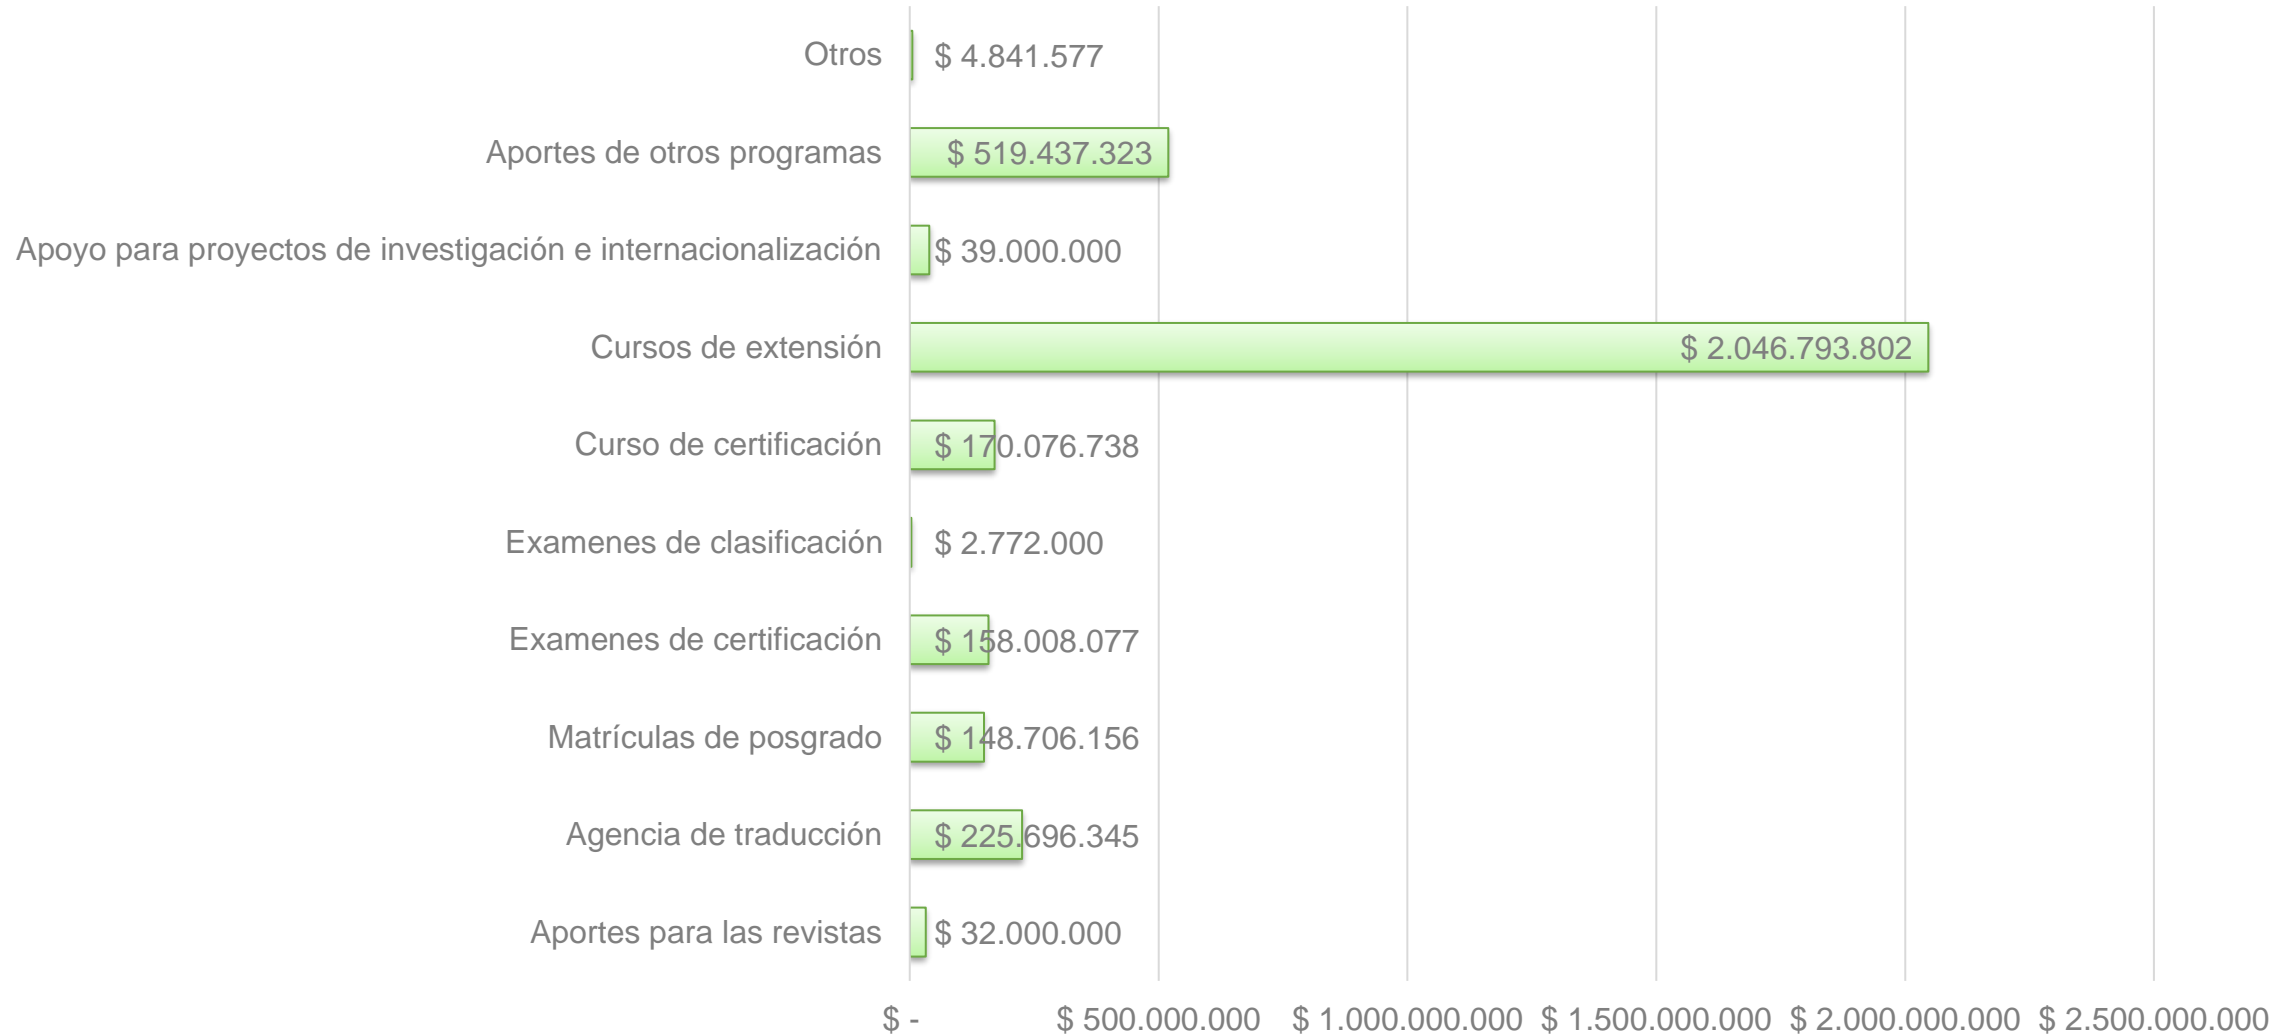 Otros
$ 4.841.577
Aportes de otros programas
$ 519.437.323
Apoyo para proyectos de investigación e internacionalización
$ 39.000.000
Cursos de extensión
$ 2.046.793.802
Curso de certificación
$ 170.076.738
Examenes de clasificación
$ 2.772.000
Examenes de certificación
$ 158.008.077
Matrículas de posgrado
$ 148.706.156
Agencia de traducción
$ 225.696.345
Aportes para las revistas
$ 32.000.000
$ - $ 500.000.000 $ 1.000.000.000 $ 1.500.000.000 $ 2.000.000.000 $ 2.500.000.000